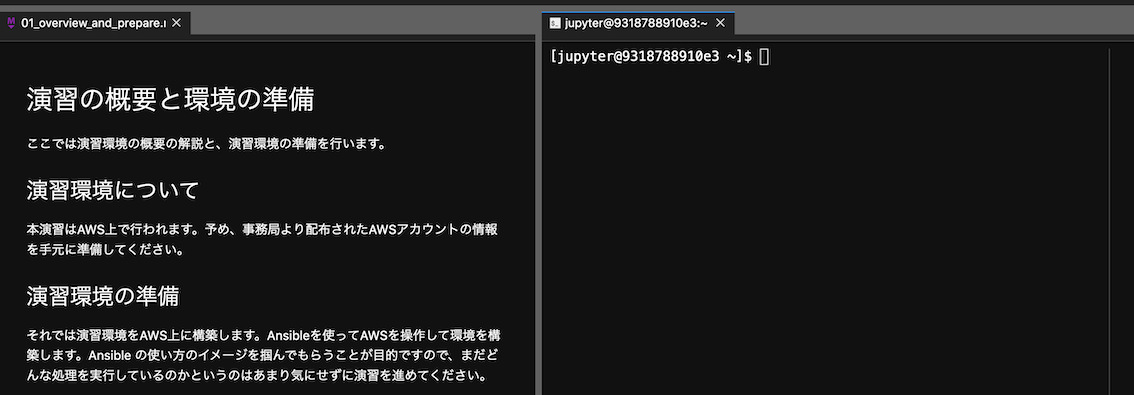 01_overview_and_prepare.r
演習の概要と環境の準備
ここでは演習環境の概要の解説と、演習環境の準備を行います。
演習環境について
本演習はAWS上で行われます。予め、事務局より配布されたAWSアカウントの情報
を手元に準備してください。
演習環境の準備
それでは演習環境をAWS上に構築します。Ansibleを使ってAWSを操作して環境を構
築します。Ansible の使い方のイメージを掴んでもらうことが目的ですので、まだど
んな処理を実行しているのかというのはあまり気にせずに演習を進めてください。
jupyter@9318788910e3:~
[jupyter@9318788910e3 ~]$